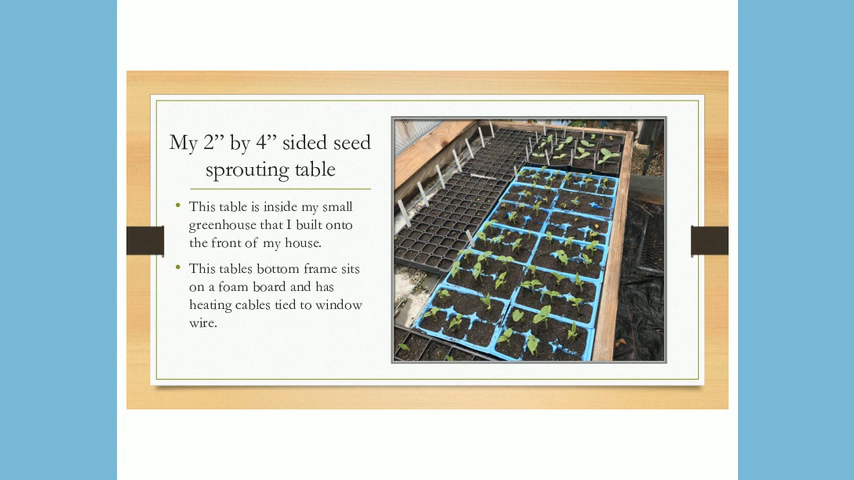 My 2” by 4” sided seed
sprouting table
• This table is inside my small
greenhouse that I built onto
the front of my house.
• This tables bottom frame sits
on a foam board and has
heating cables tied to window
wire.